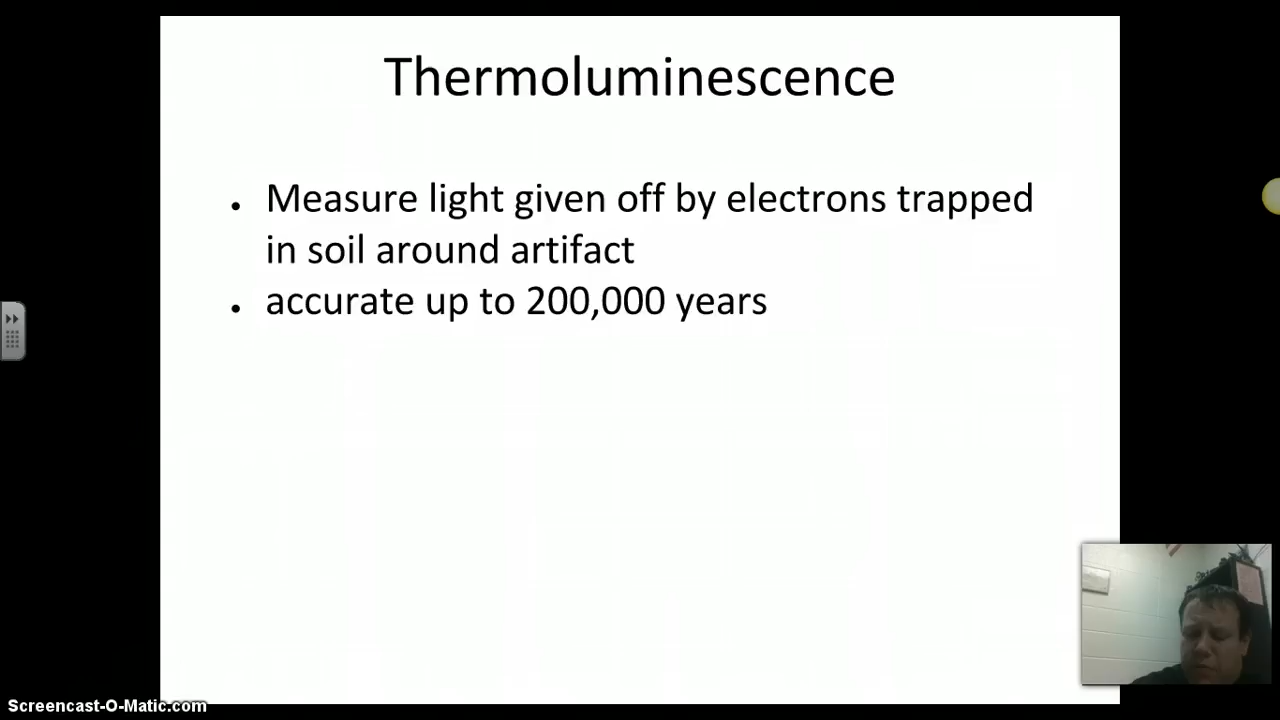 Thermoluminescence
• Measure light given off by electrons trapped
in soil around artifact
• accurate up to 200,000 years
Screencast-O-Matic.com